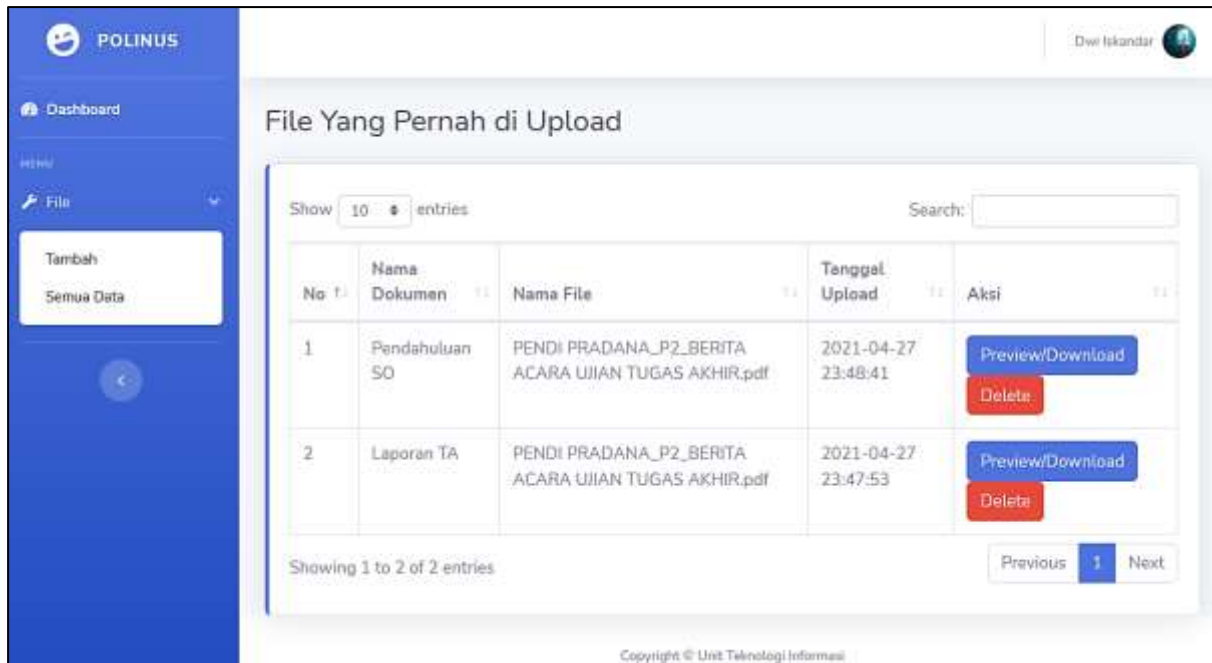 POLINUS
Dwi Iskandar
Dashboard
File Yang Pernah di Upload
MENU
File
Show 10 entries
Search:
Tambah
Semua Data
No
Nama
Dokumen
Nama File
Tanggal
Upload
Aksi
1
Pendahuluan
SO
PENDI PRADANA_P2_BERITA
ACARA UJIAN TUGAS AKHIR.pdf
2021-04-27
23:48:41
Preview/Download
Delete
2
Laporan TA
PENDI PRADANA_P2_BERITA
ACARA UJIAN TUGAS AKHIR.pdf
2021-04-27
23:47:53
Preview/Download
Delete
Showing 1 to 2 of 2 entries
Previous 1 Next
Copyright © Unit Teknologi Informasi